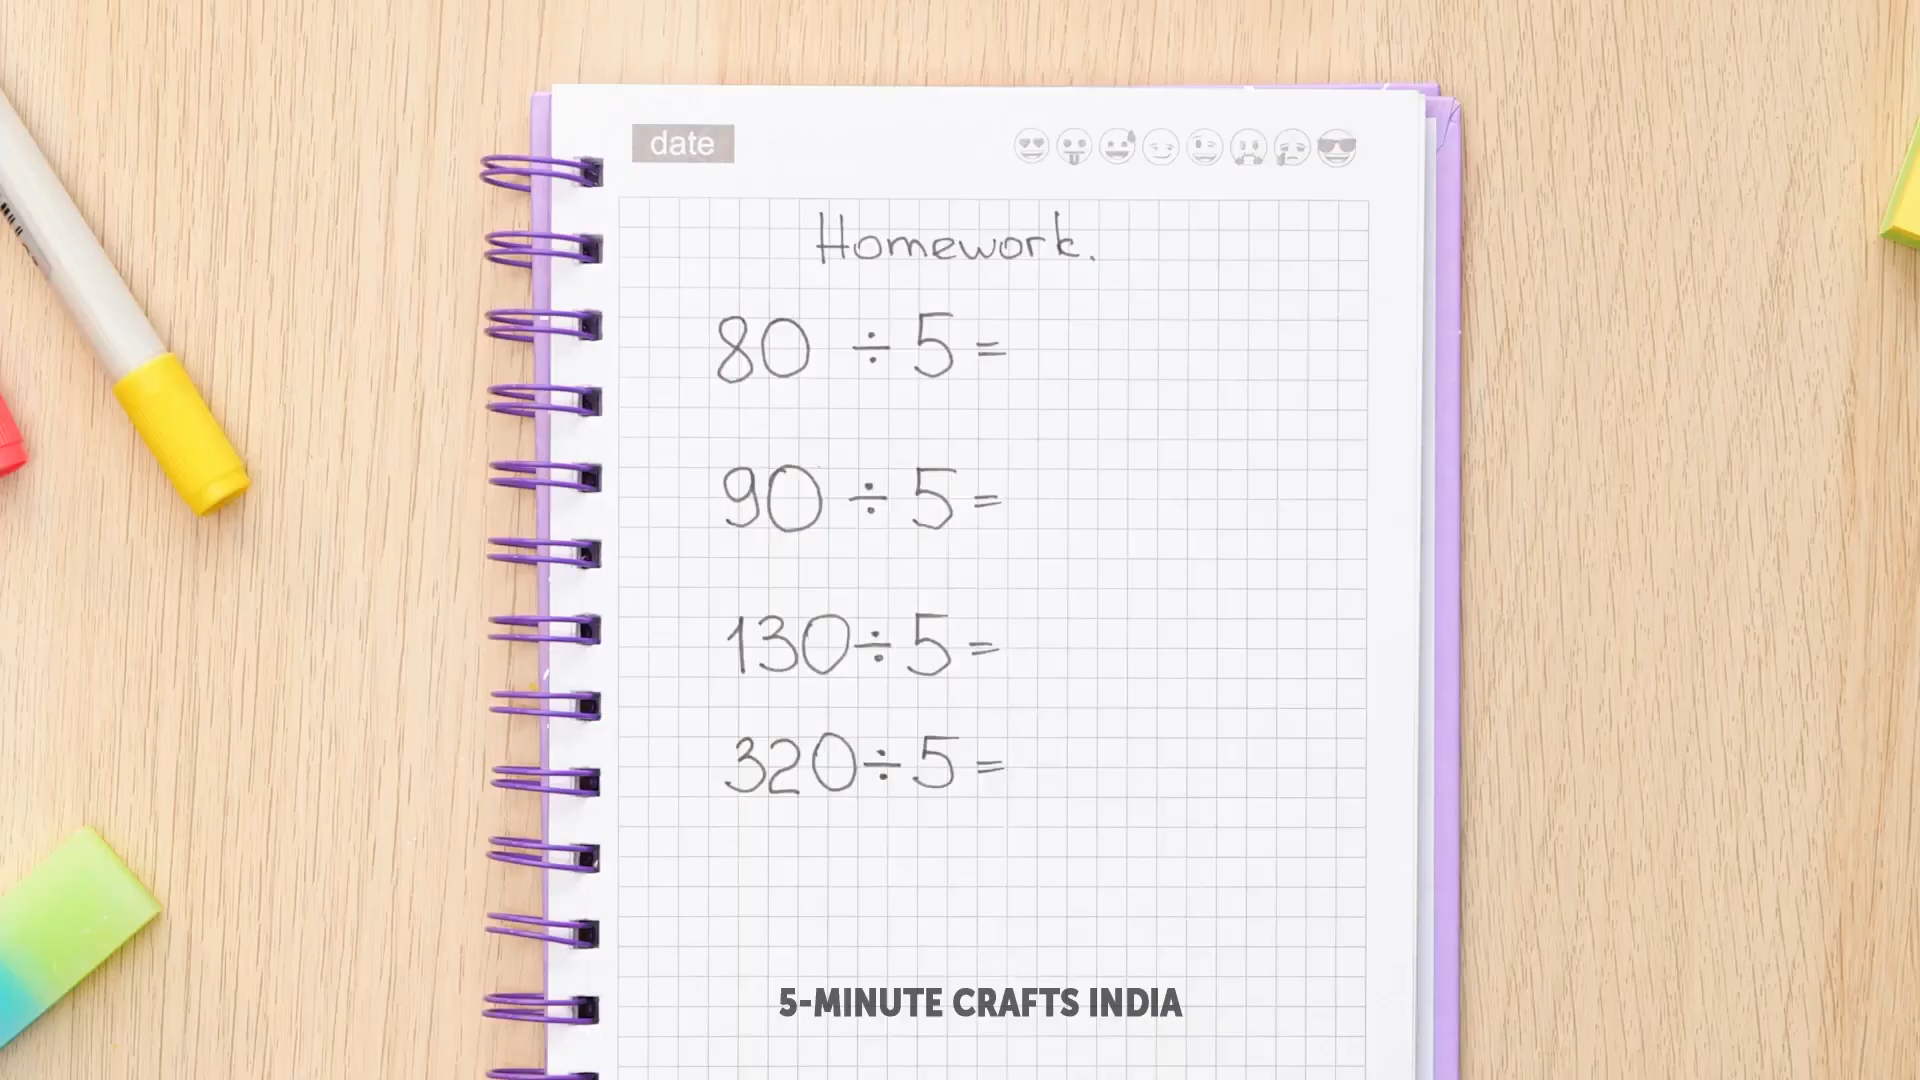 date
Homework.
80 ÷ 5 =
90 ÷ 5 =
130 ÷ 5 =
320 ÷ 5 =
5-MINUTE CRAFTS INDIA